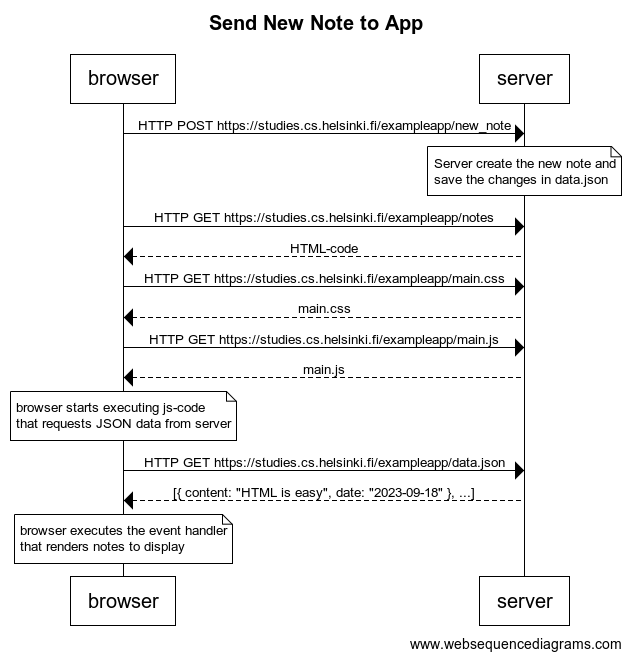 Send New Note to App
browser
server
HTTP POST https://studies.cs.helsinki.fi/exampleapp/new_note
Server create the new note and
save the changes in data.json
HTTP GET https://studies.cs.helsinki.fi/exampleapp/notes
HTML-code
HTTP GET https://studies.cs.helsinki.fi/exampleapp/main.css
main.css
HTTP GET https://studies.cs.helsinki.fi/exampleapp/main.js
main.js
browser starts executing js-code
that requests JSON data from server
HTTP GET https://studies.cs.helsinki.fi/exampleapp/data.json
[{ content: "HTML is easy", date: "2023-09-18" }, ...]
browser executes the event handler
that renders notes to display
browser
server
www.websequencediagrams.com